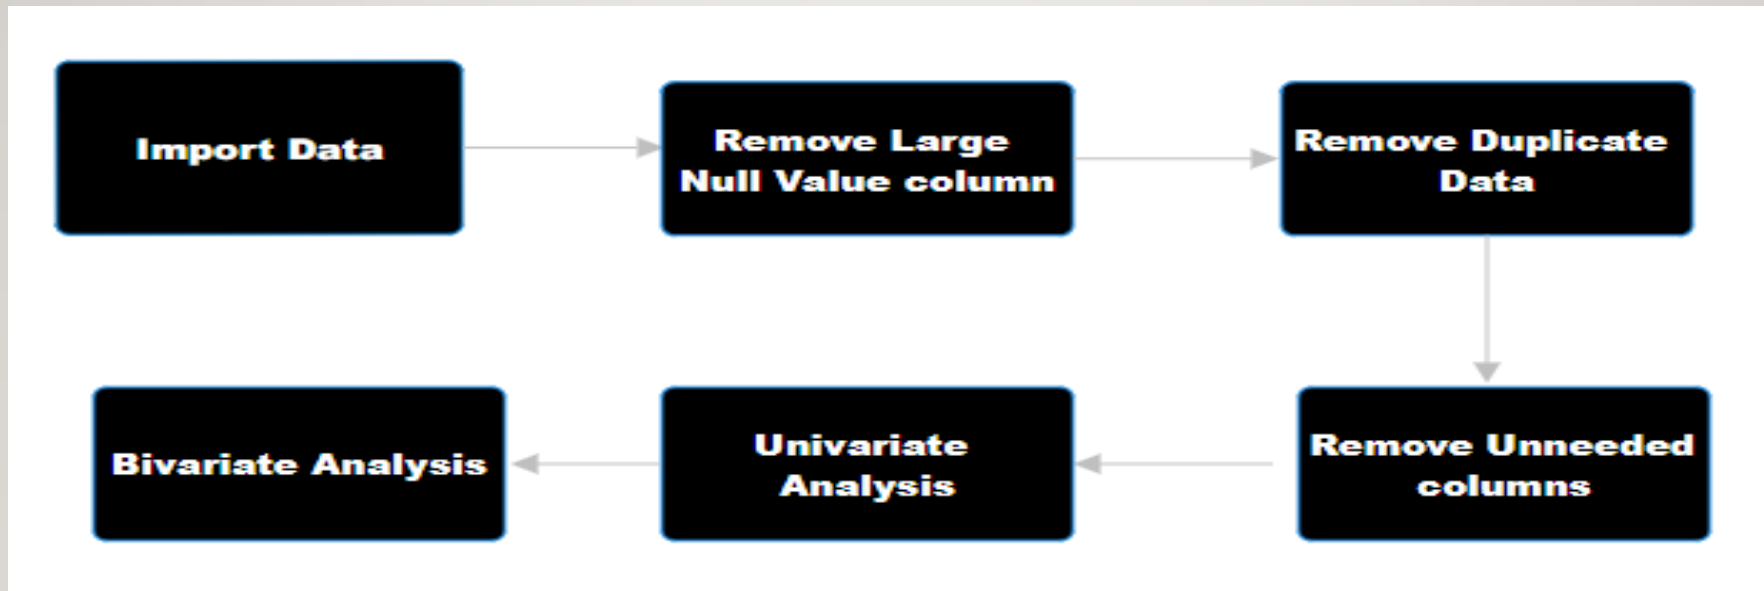 Import Data
Remove Large
Null Value column
Remove Duplicate
Data
Remove Unneeded
columns
Univariate
Analysis
Bivariate Analysis